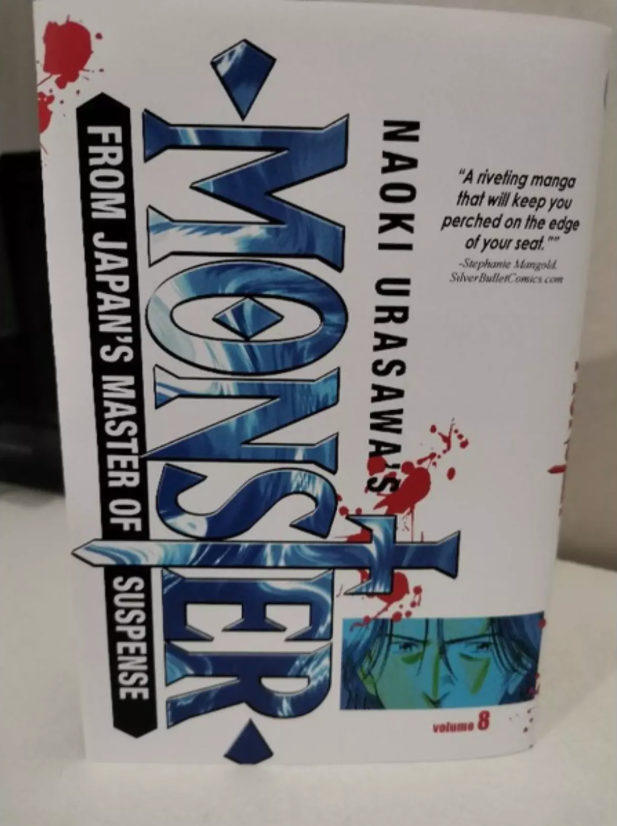 NAOKI URASAWA'S
MONSTER
FROM JAPAN'S MASTER OF SUSPENSE
"A riveting manga
that will keep you
perched on the edge
of your seat.""
-Stephanie Mangold,
SilverBulletComics.com
volume 8